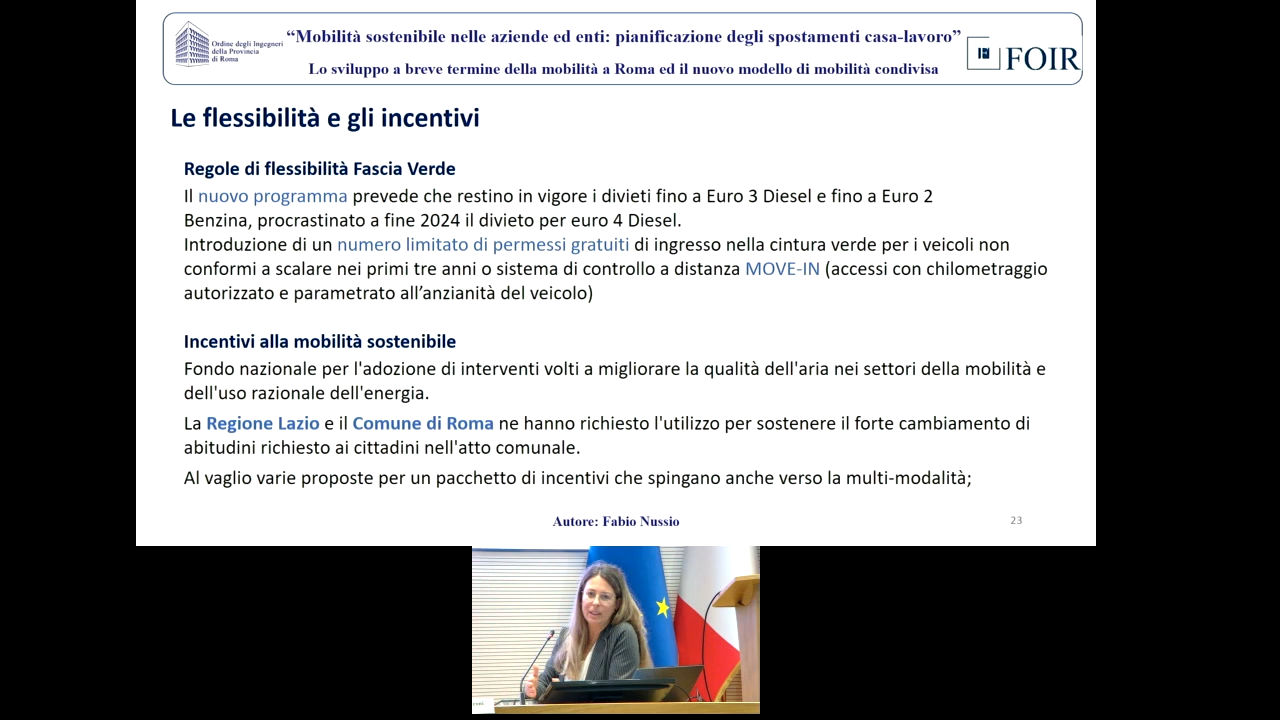 Ordine degli Ingegneri
della Provincia
di Roma
“Mobilità sostenibile nelle aziende ed enti: pianificazione degli spostamenti casa-lavoro”
Lo sviluppo a breve termine della mobilità a Roma ed il nuovo modello di mobilità condivisa
FOIR
Le flessibilità e gli incentivi
Regole di flessibilità Fascia Verde
Il nuovo programma prevede che restino in vigore i divieti fino a Euro 3 Diesel e fino a Euro 2
Benzina, procrastinato a fine 2024 il divieto per euro 4 Diesel.
Introduzione di un numero limitato di permessi gratuiti di ingresso nella cintura verde per i veicoli non
conformi a scalare nei primi tre anni o sistema di controllo a distanza MOVE-IN (accessi con chilometraggio
autorizzato e parametrato all’anzianità del veicolo)
Incentivi alla mobilità sostenibile
Fondo nazionale per l'adozione di interventi volti a migliorare la qualità dell'aria nei settori della mobilità e
dell'uso razionale dell'energia.
La Regione Lazio e il Comune di Roma ne hanno richiesto l'utilizzo per sostenere il forte cambiamento di
abitudini richiesto ai cittadini nell'atto comunale.
Al vaglio varie proposte per un pacchetto di incentivi che spingano anche verso la multi-modalità;
Autore: Fabio Nussio
23